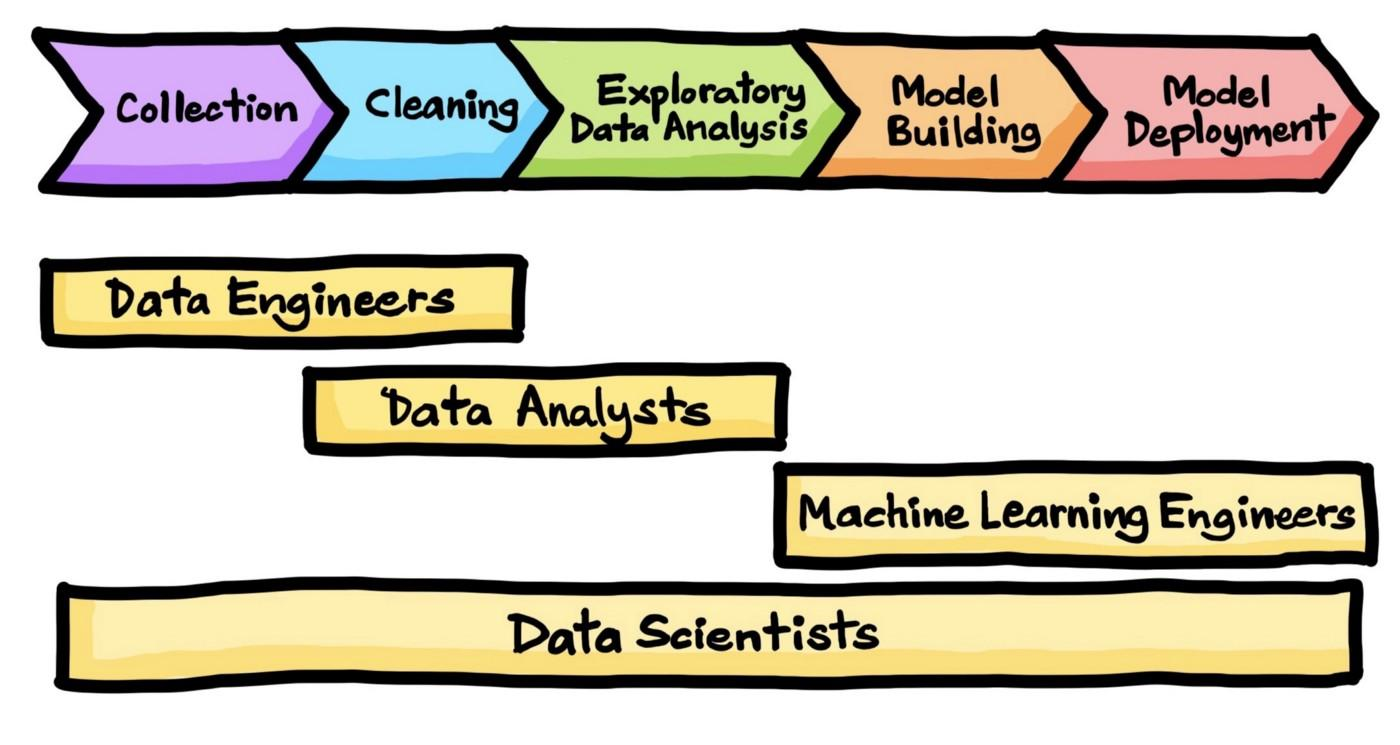 Collection
Cleaning
Exploratory
Data Analysis
Model
Building
Model
Deployment
Data Engineers
Data Analysts
Machine Learning Engineers
Data Scientists